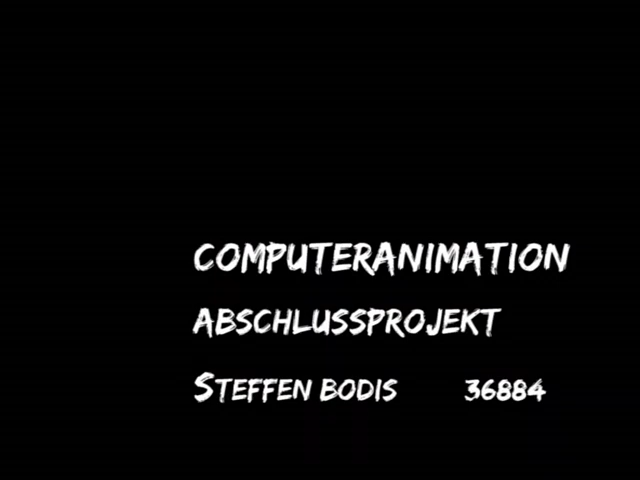 COMPUTERANIMATION
ABSCHLUSSPROJEKT
STEFFEN BODIS 36884